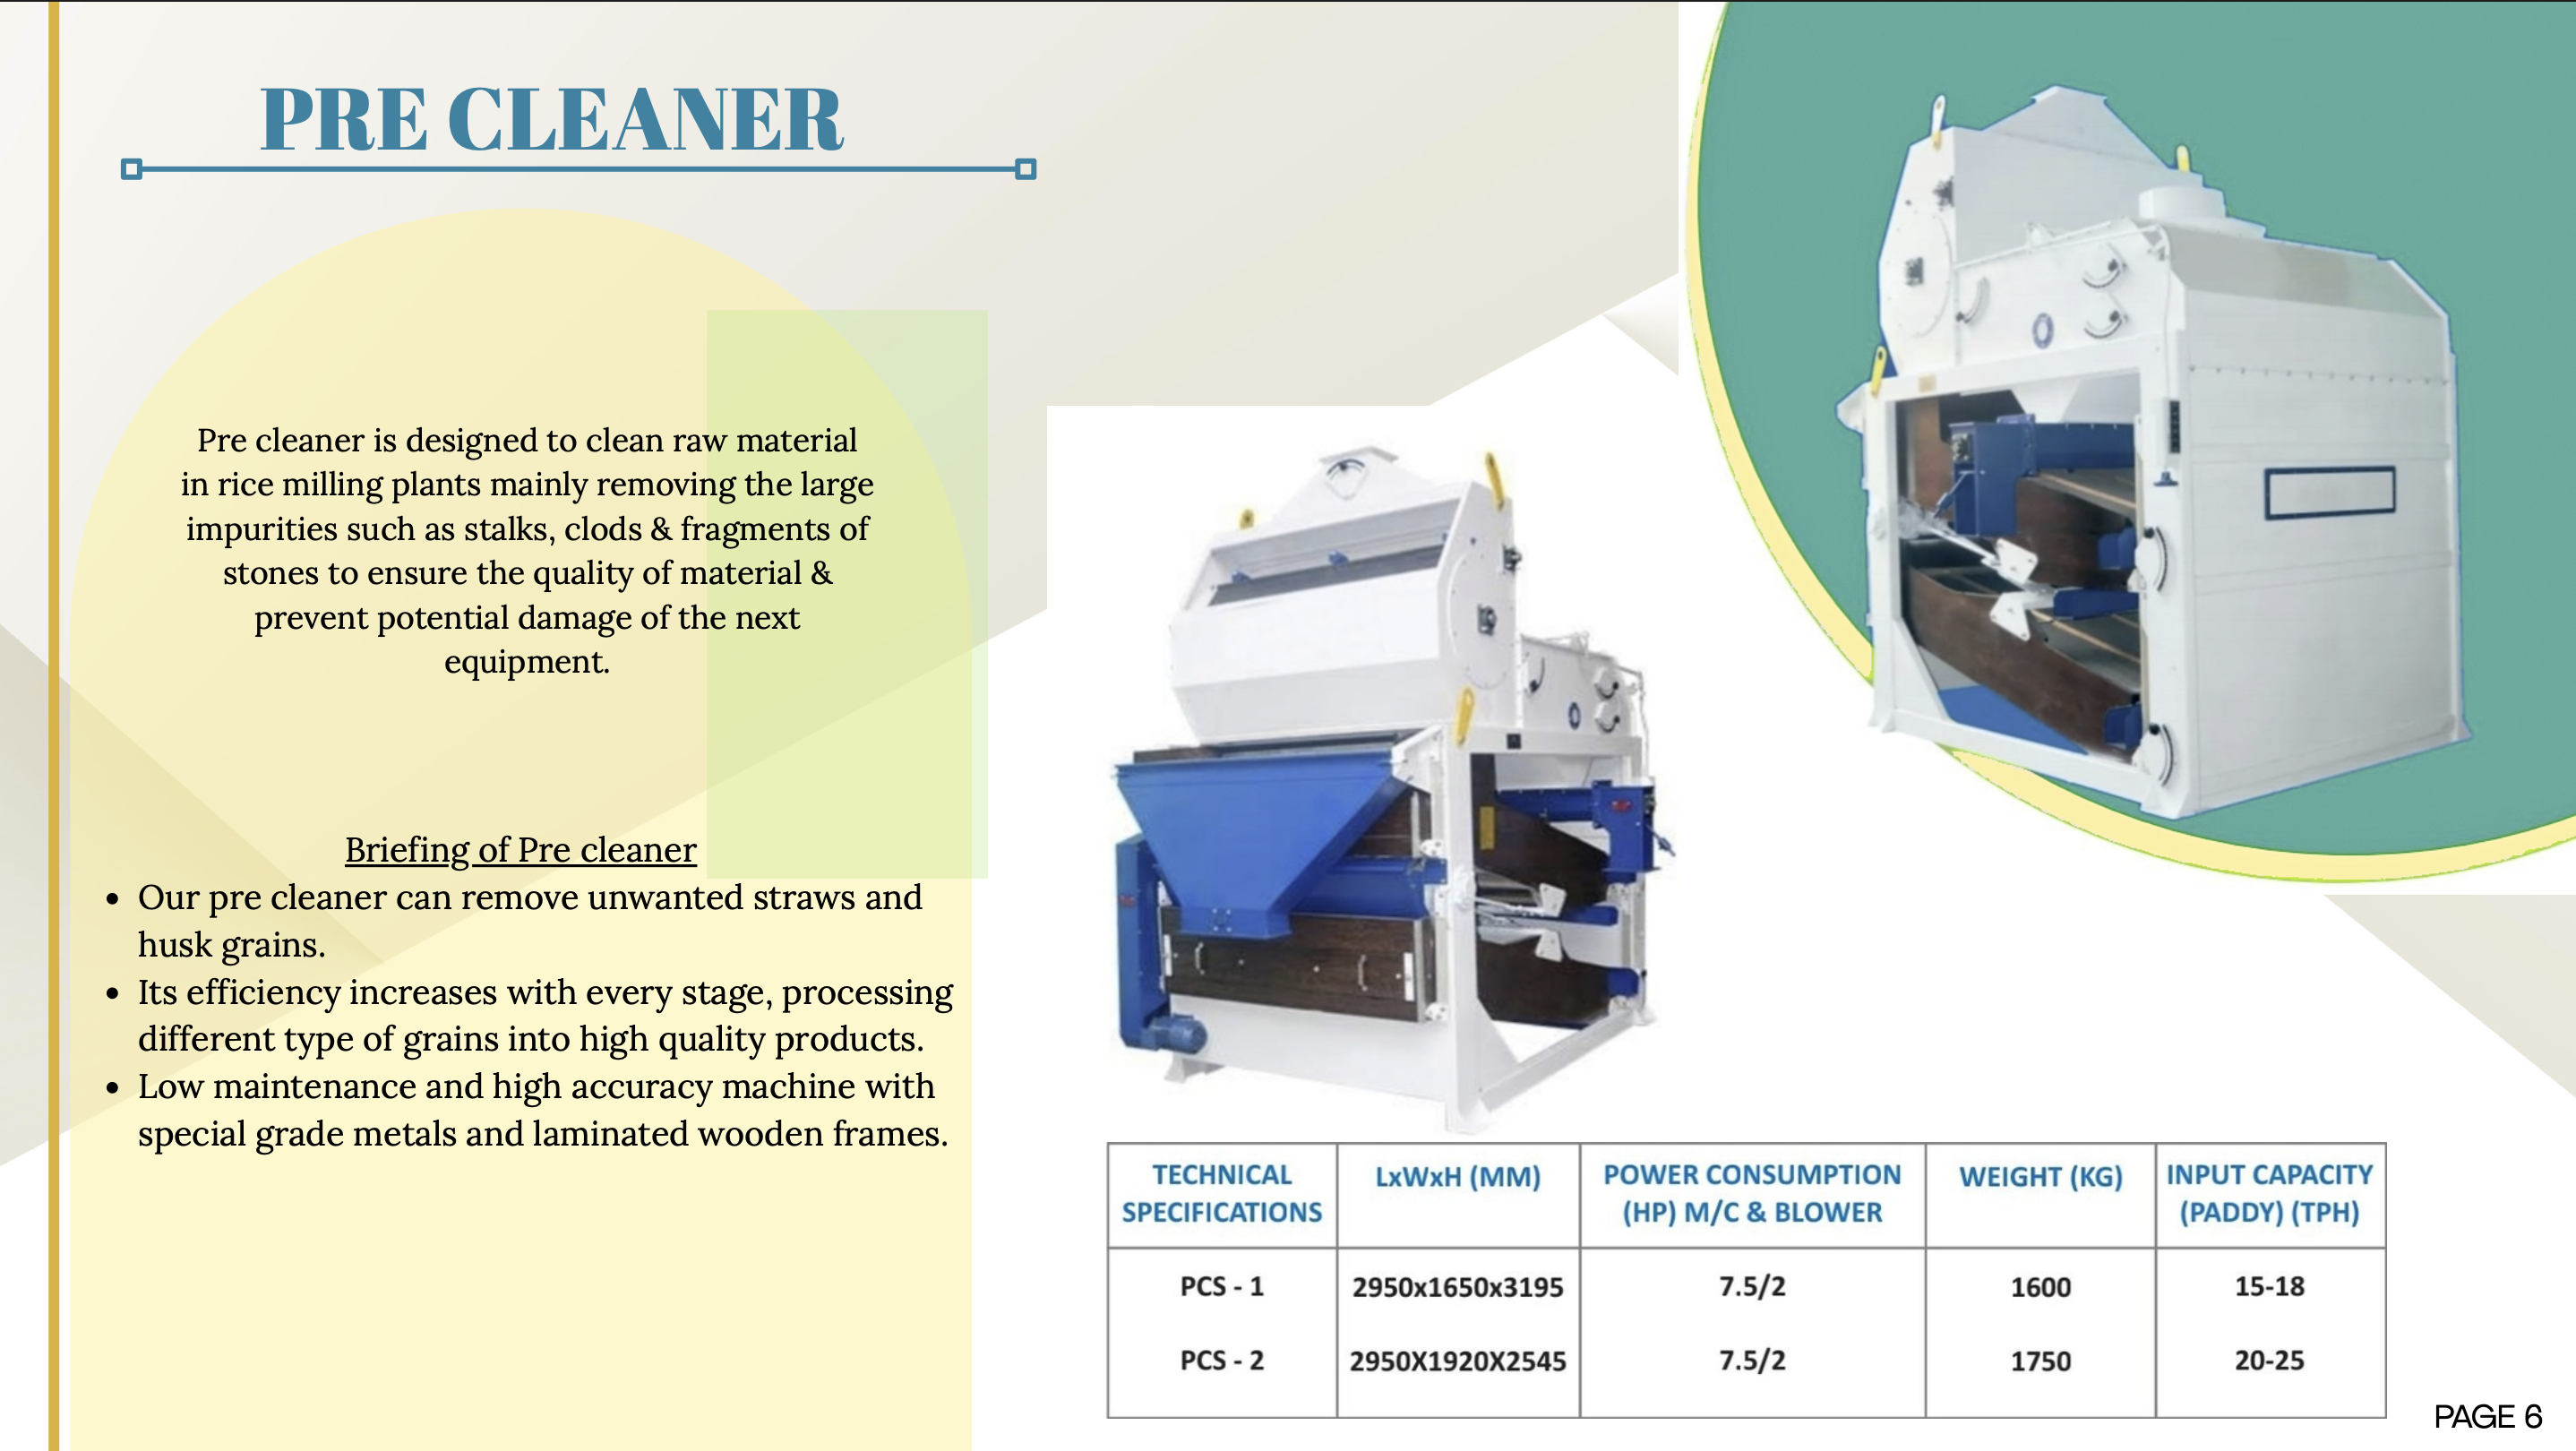 PRE CLEANER
Pre cleaner is designed to clean raw material
in rice milling plants mainly removing the large
impurities such as stalks, clods & fragments of
stones to ensure the quality of material &
prevent potential damage of the next
equipment.
Briefing of Pre cleaner
• Our pre cleaner can remove unwanted straws and
husk grains.
• Its efficiency increases with every stage, processing
different type of grains into high quality products.
• Low maintenance and high accuracy machine with
special grade metals and laminated wooden frames.
TECHNICAL SPECIFICATIONS LxWxH (MM) POWER CONSUMPTION (HP) M/C & BLOWER WEIGHT (KG) INPUT CAPACITY (PADDY) (TPH)
PCS - 1 2950x1650x3195 7.5/2 1600 15-18
PCS - 2 2950X1920X2545 7.5/2 1750 20-25
PAGE 6